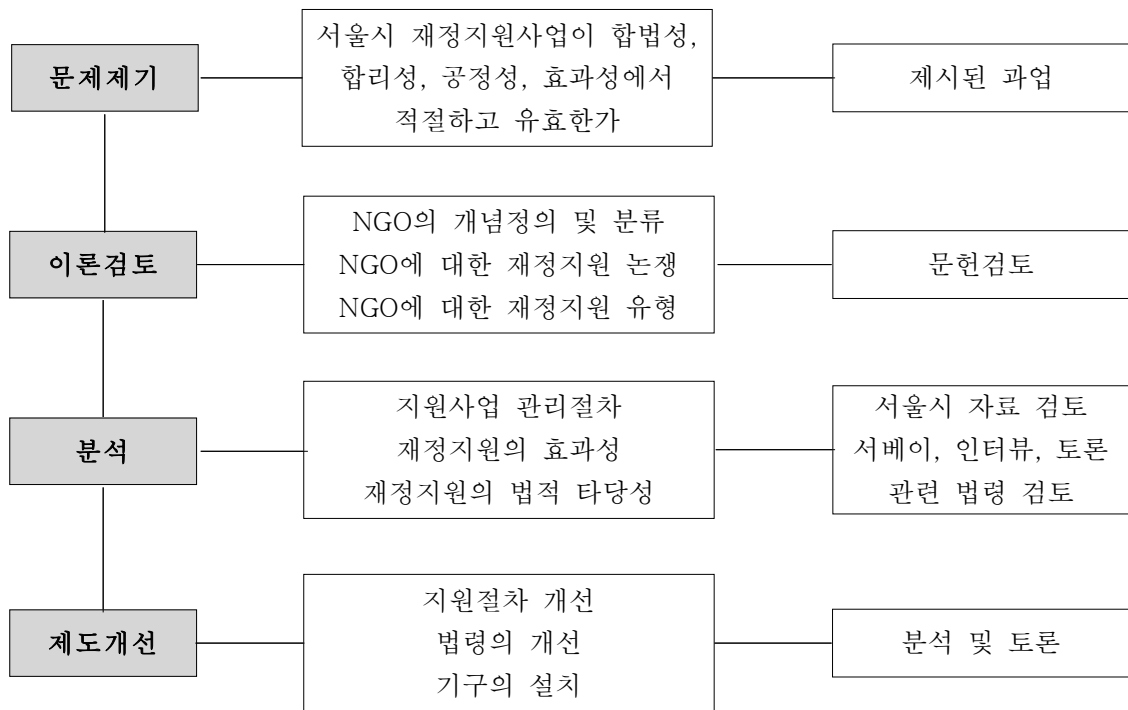 문제제기
서울시 재정지원사업이 합법성,
합리성, 공정성, 효과성에서
적절하고 유효한가
제시된 과업
이론검토
NGO의 개념정의 및 분류
NGO에 대한 재정지원 논쟁
NGO에 대한 재정지원 유형
문헌검토
분석
지원사업 관리절차
재정지원의 효과성
재정지원의 법적 타당성
서울시 자료 검토
서베이, 인터뷰, 토론
관련 법령 검토
제도개선
지원절차 개선
법령의 개선
기구의 설치
분석 및 토론